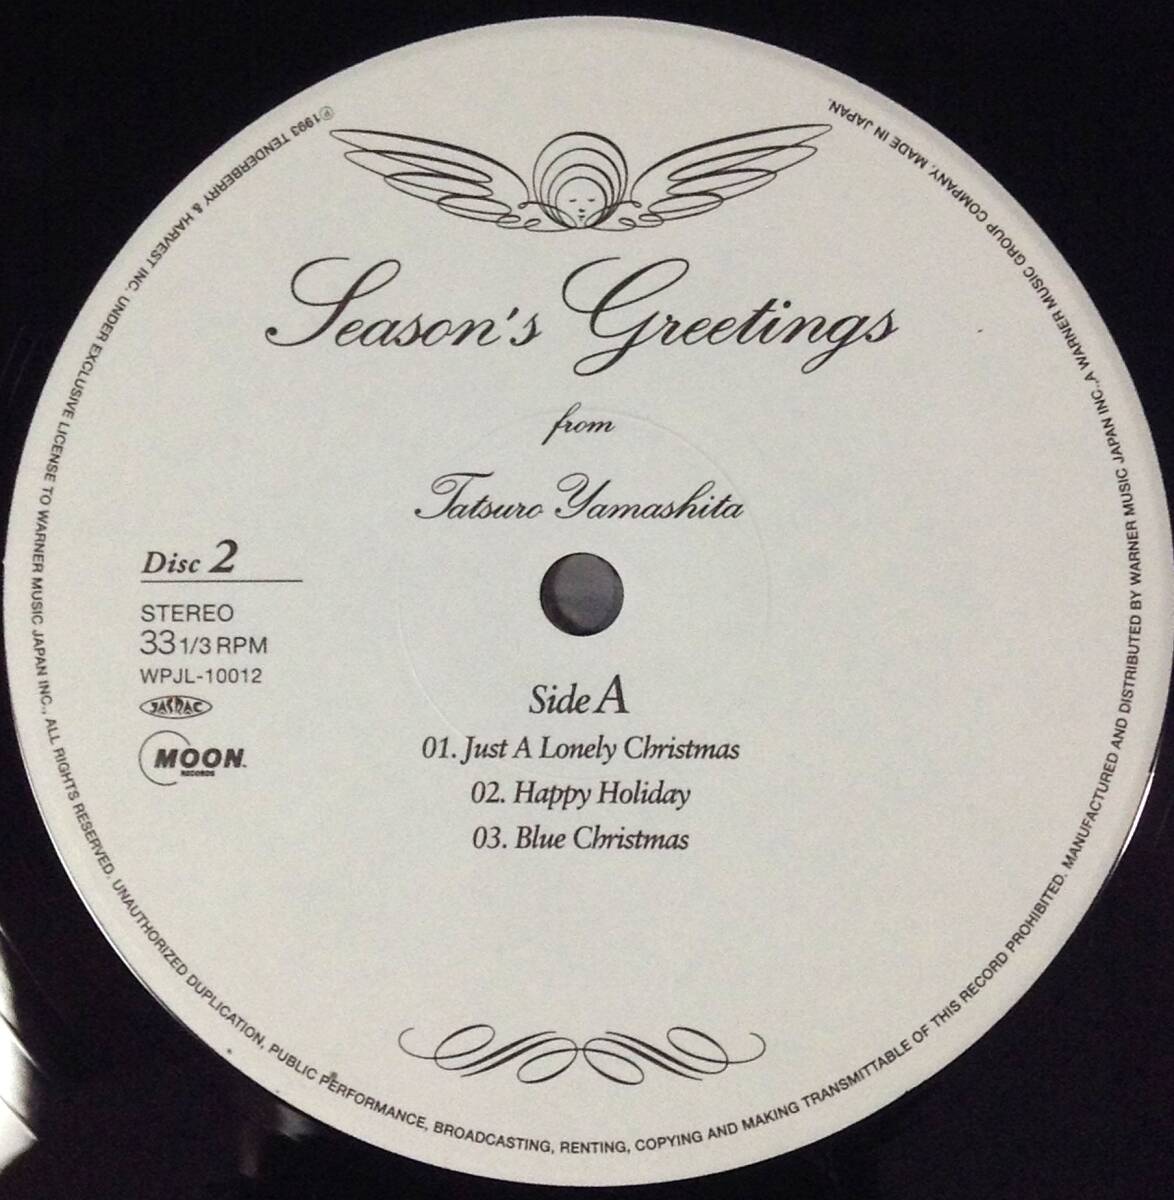 Season's Greetings
from
Tatsuro Yamashita
Disc 2
STEREO
33 1/3 RPM
WPJL-10012
JASRAC
MOON
RECORDS
Side A
01. Just A Lonely Christmas
02. Happy Holiday
03. Blue Christmas
Ⓟ1993 TENDERBERRY & HARVEST INC. UNDER EXCLUSIVE LICENSE TO WARNER MUSIC JAPAN INC., ALL RIGHTS RESERVED. UNAUTHORIZED DUPLICATION, PUBLIC PERFORMANCE, BROADCASTING, RENTING, COPYING AND MAKING TRANSMITTABLE OF THIS RECORD PROHIBITED. MANUFACTURED AND DISTRIBUTED BY WARNER MUSIC JAPAN INC.,A WARNER MUSIC GROUP COMPANY, MADE IN JAPAN.